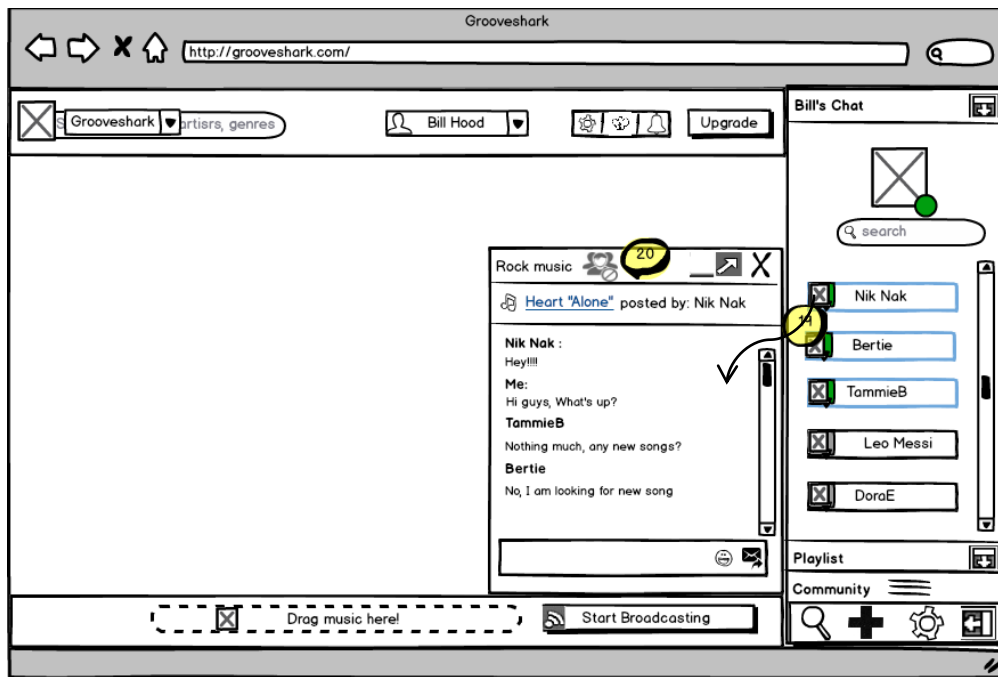 Grooveshark
http://grooveshark.com/
Grooveshark
artisrs, genres
Bill Hood
Upgrade
Bill's Chat
search
Rock music
20
Heart "Alone" posted by: Nik Nak
Nik Nak :
Hey!!!!
Me:
Hi guys, What's up?
TammieB
Nothing much, any new songs?
Bertie
No, I am looking for new song
Nik Nak
19
Bertie
TammieB
Leo Messi
DoraE
Playlist
Community
Drag music here!
Start Broadcasting